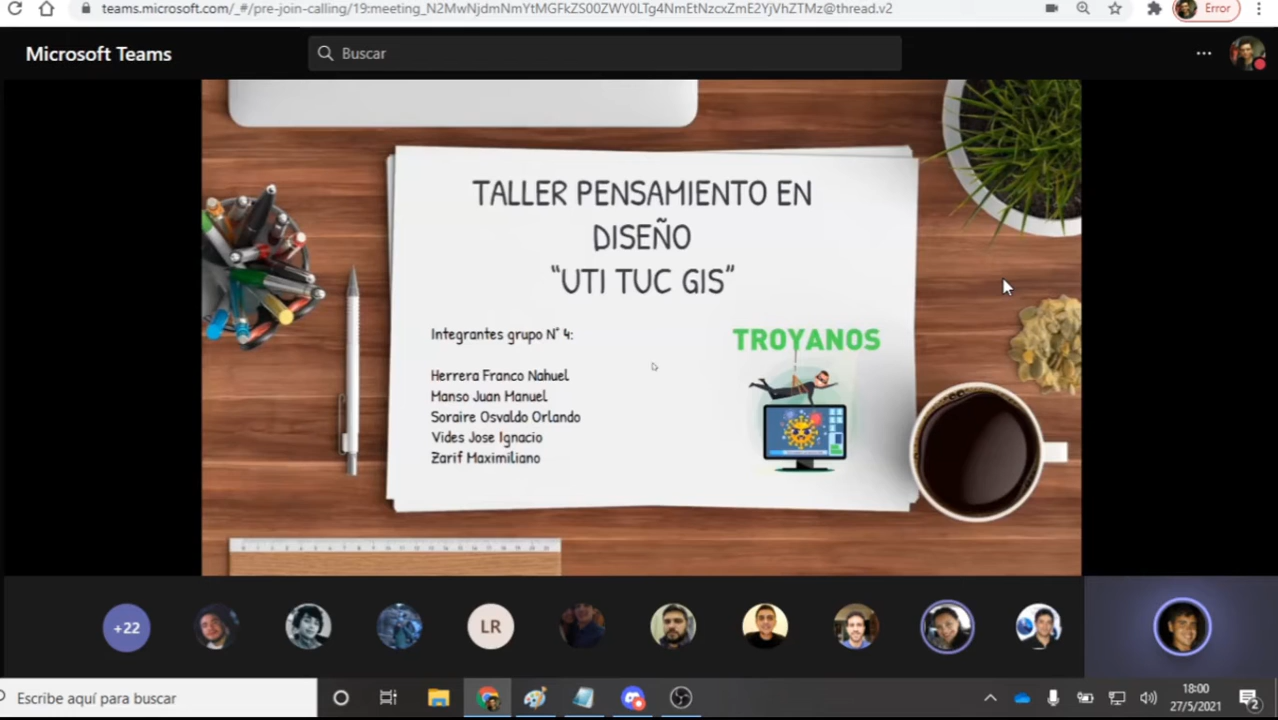 teams.microsoft.com/_#/pre-join-calling/19:meeting_N2MwNjdmNmYtMGFkZS00ZWY0LTg4NmEtNzcxZmE2YjVhZTMz@thread.v2
Error
Microsoft Teams
Buscar
TALLER PENSAMIENTO EN
DISEÑO
"UTI TUC GIS"
Integrantes grupo N° 4:
Herrera Franco Nahuel
Manso Juan Manuel
Soraire Osvaldo Orlando
Vides Jose Ignacio
Zarif Maximiliano
TROYANOS
+22
LR
Escribe aquí para buscar
18:00
27/5/2021
2